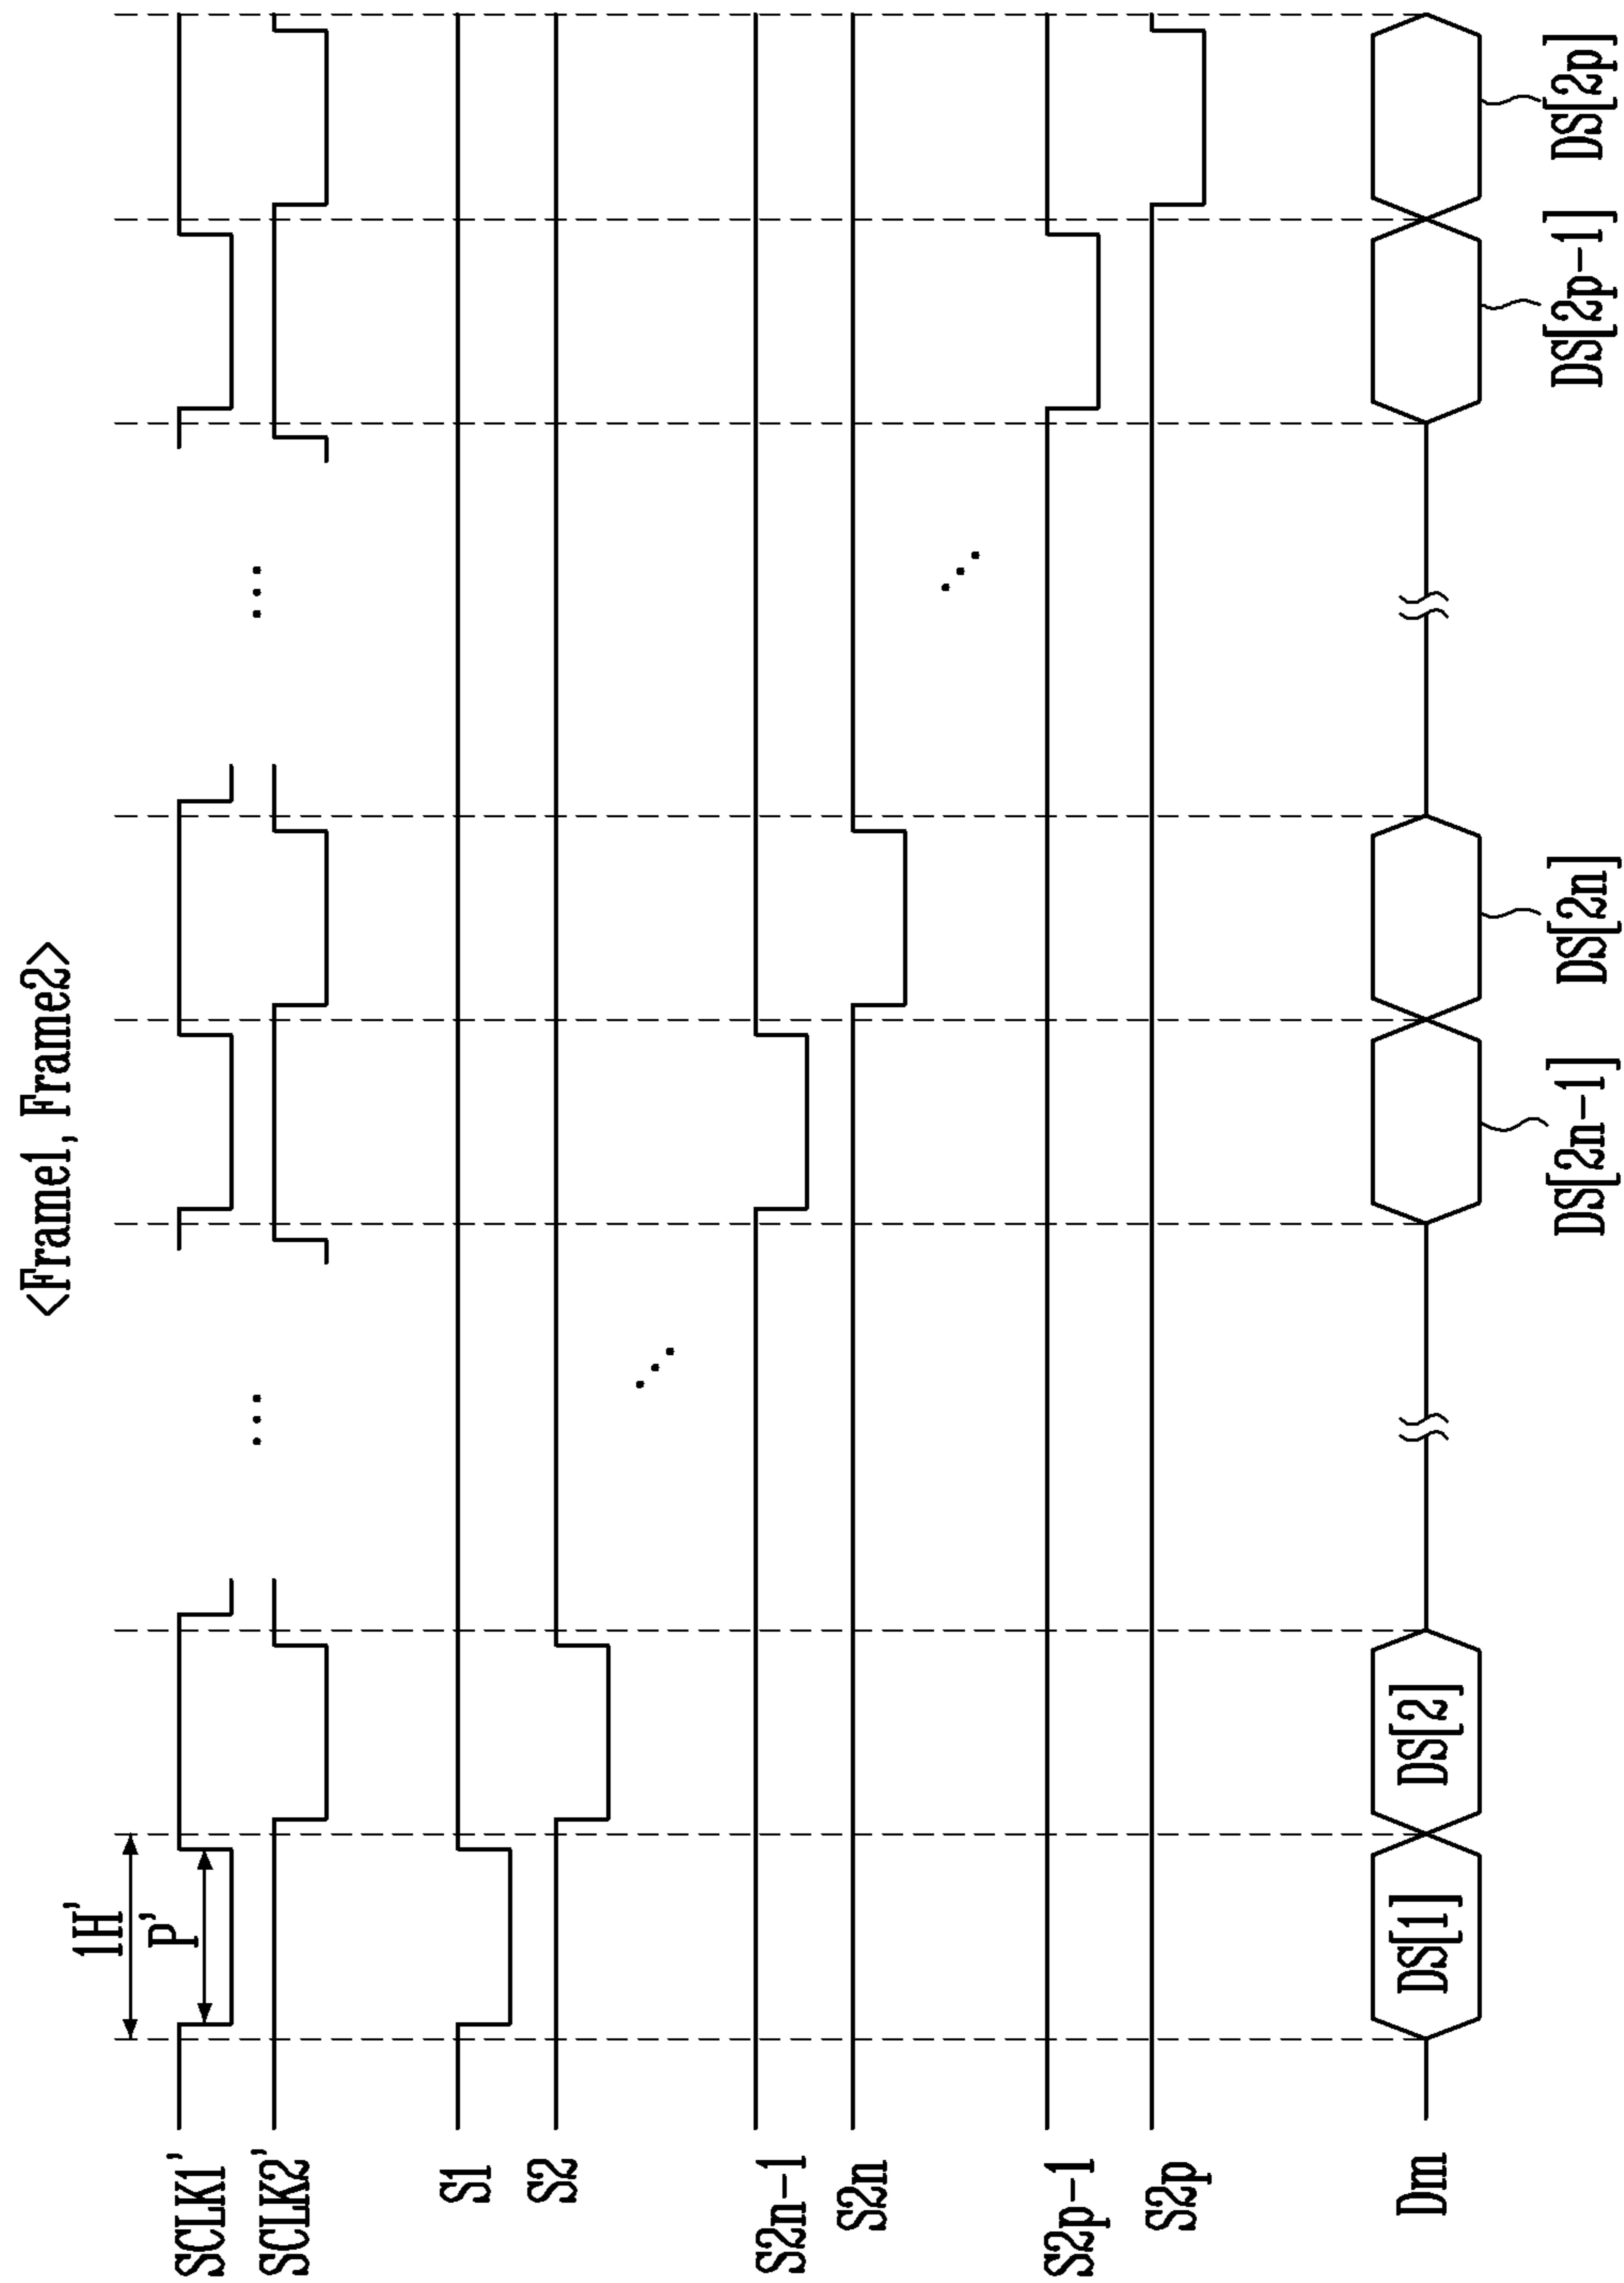 <Frame1, Frame2>
1H'
P'
SCLK1'
SCLK2'
S1
S2
S2n-1
S2n
S2p-1
S2p
Dm
DS[1]
DS[2]
DS[2n-1]
DS[2n]
DS[2p-1]
DS[2p]